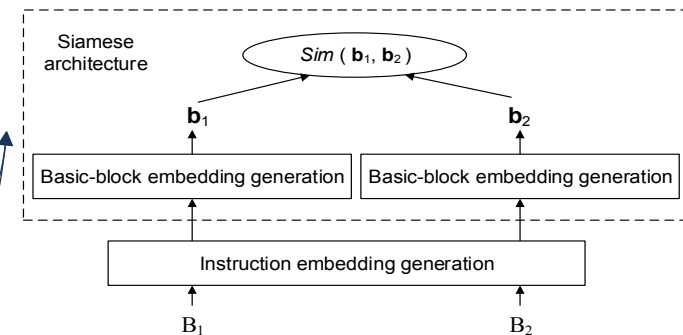 Siamese
architecture
Sim ( b₁, b₂ )
b₁
b₂
Basic-block embedding generation
Basic-block embedding generation
Instruction embedding generation
B₁
B₂